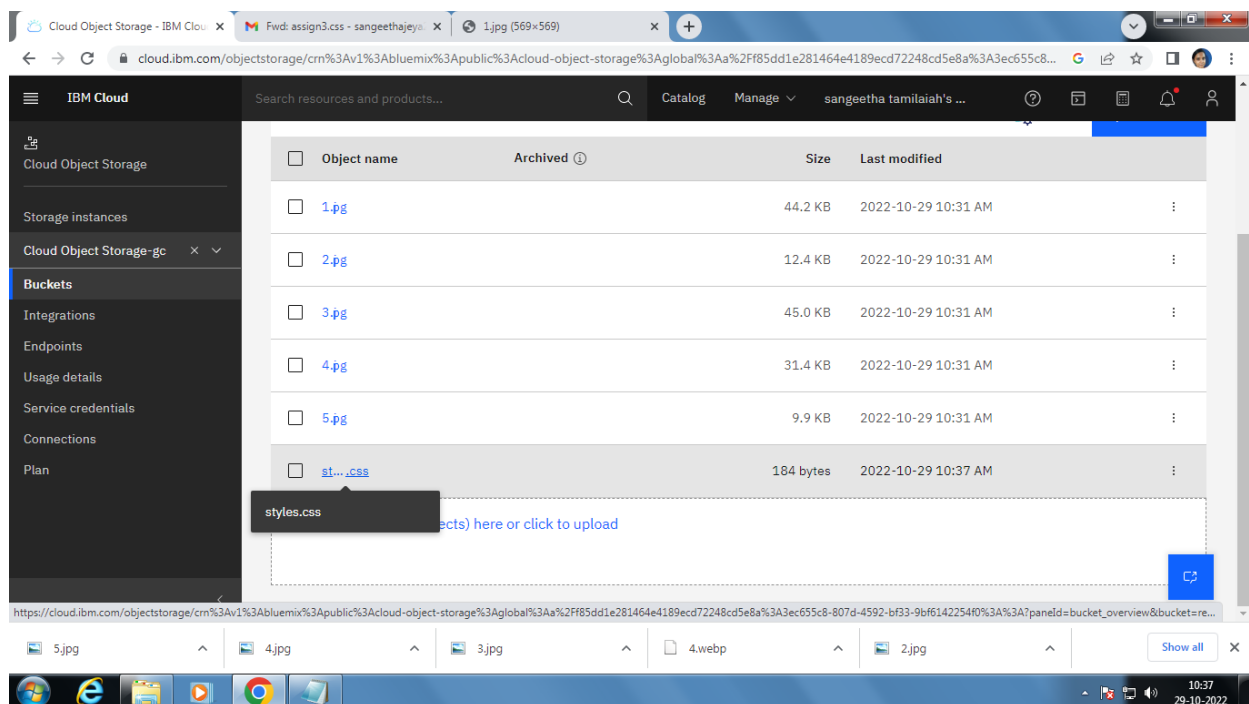 Cloud Object Storage - IBM Clou
Fwd: assign3.css - sangeethajeya
1.jpg (569×569)
cloud.ibm.com/objectstorage/crn%3Av1%3Abluemix%3Apublic%3Acloud-object-storage%3Aglobal%3Aa%2Ff85dd1e281464e4189ecd72248cd5e8a%3A3ec655c8...
IBM Cloud
Search resources and products...
Catalog
Manage
sangeetha tamilaiah's ...
Cloud Object Storage
Storage instances
Cloud Object Storage-gc
Buckets
Integrations
Endpoints
Usage details
Service credentials
Connections
Plan
Object name Archived Size Last modified
1.jpg 44.2 KB 2022-10-29 10:31 AM
2.jpg 12.4 KB 2022-10-29 10:31 AM
3.jpg 45.0 KB 2022-10-29 10:31 AM
4.jpg 31.4 KB 2022-10-29 10:31 AM
5.jpg 9.9 KB 2022-10-29 10:31 AM
st... .css 184 bytes 2022-10-29 10:37 AM
styles.css
ects) here or click to upload
https://cloud.ibm.com/objectstorage/crn%3Av1%3Abluemix%3Apublic%3Acloud-object-storage%3Aglobal%3Aa%2Ff85dd1e281464e4189ecd72248cd5e8a%3A3ec655c8-807d-4592-bf33-9bf6142254f0%3A%3A?paneId=bucket_overview&bucket=re...
5.jpg
4.jpg
3.jpg
4.webp
2.jpg
Show all
10:37
29-10-2022